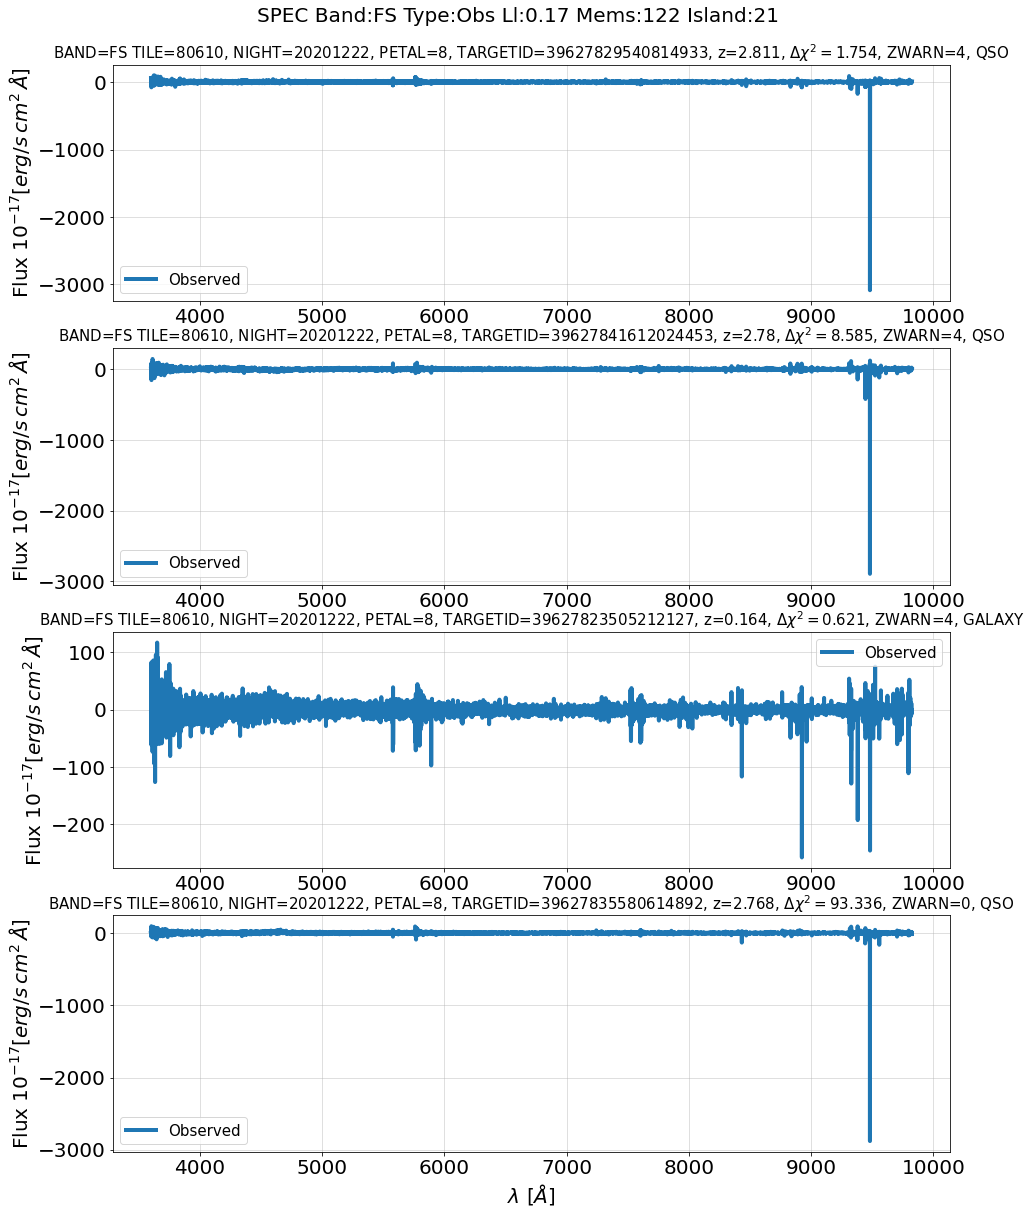 SPEC Band:FS Type:Obs Ll:0.17 Mems:122 Island:21
BAND=FS TILE=80610, NIGHT=20201222, PETAL=8, TARGETID=39627829540814933, z=2.811, Δχ²=1.754, ZWARN=4, QSO
Flux 10⁻¹⁷[erg/s cm² Å]
0
−1000
−2000
−3000
Observed
4000 5000 6000 7000 8000 9000 10000
BAND=FS TILE=80610, NIGHT=20201222, PETAL=8, TARGETID=39627841612024453, z=2.78, Δχ²=8.585, ZWARN=4, QSO
Flux 10⁻¹⁷[erg/s cm² Å]
0
−1000
−2000
−3000
Observed
4000 5000 6000 7000 8000 9000 10000
BAND=FS TILE=80610, NIGHT=20201222, PETAL=8, TARGETID=39627823505212127, z=0.164, Δχ²=0.621, ZWARN=4, GALAXY
Flux 10⁻¹⁷[erg/s cm² Å]
100
0
−100
−200
Observed
4000 5000 6000 7000 8000 9000 10000
BAND=FS TILE=80610, NIGHT=20201222, PETAL=8, TARGETID=39627835580614892, z=2.768, Δχ²=93.336, ZWARN=0, QSO
Flux 10⁻¹⁷[erg/s cm² Å]
0
−1000
−2000
−3000
Observed
4000 5000 6000 7000 8000 9000 10000
λ [Å]